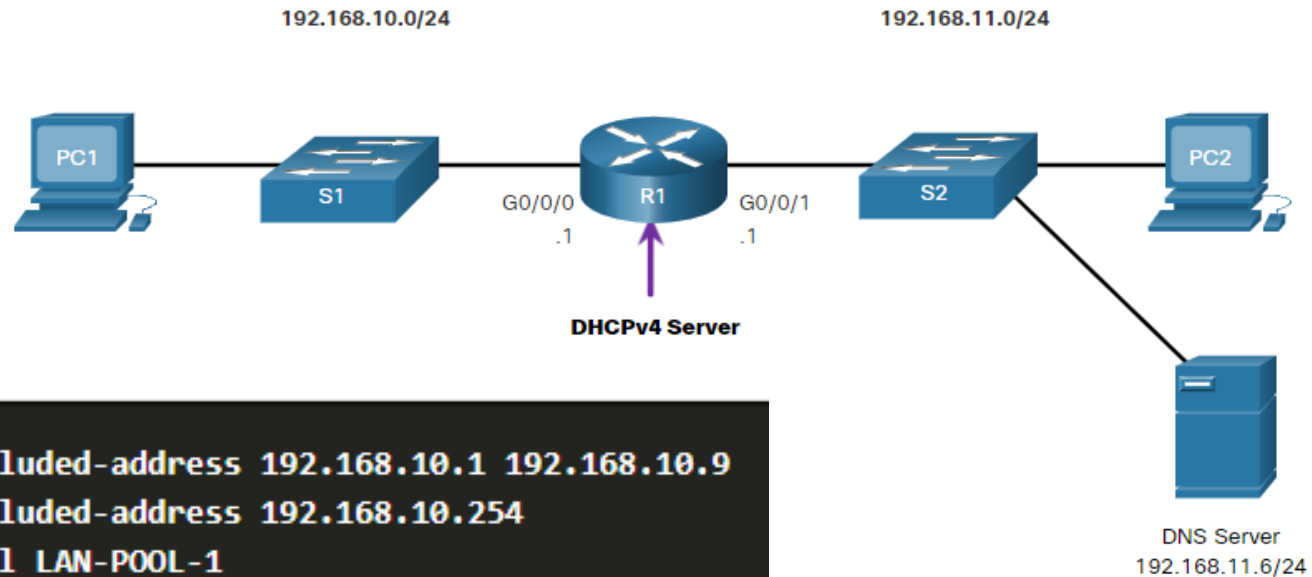 192.168.10.0/24
192.168.11.0/24
PC1
S1
G0/0/0
.1
R1
G0/0/1
.1
S2
PC2
DHCPv4 Server
luded-address 192.168.10.1 192.168.10.9
luded-address 192.168.10.254
l LAN-POOL-1
DNS Server
192.168.11.6/24